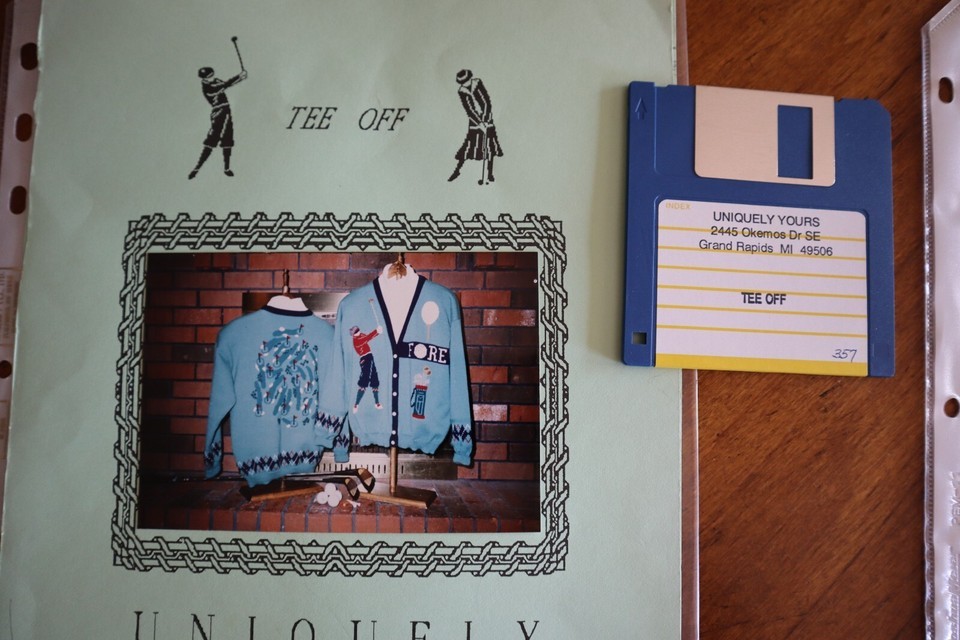 TEE OFF
FORE
UNIQUELY
INDEX
UNIQUELY YOURS
2445 Okemos Dr SE
Grand Rapids MI 49506
TEE OFF
357